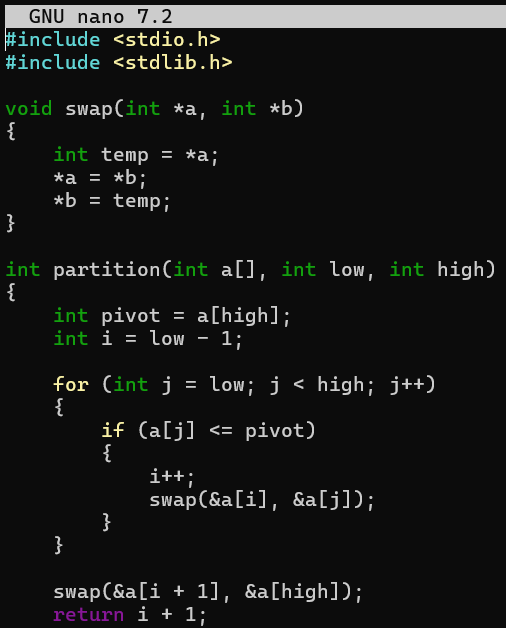 GNU nano 7.2
#include <stdio.h>
#include <stdlib.h>

void swap(int *a, int *b)
{
    int temp = *a;
    *a = *b;
    *b = temp;
}

int partition(int a[], int low, int high)
{
    int pivot = a[high];
    int i = low - 1;

    for (int j = low; j < high; j++)
    {
        if (a[j] <= pivot)
        {
            i++;
            swap(&a[i], &a[j]);
        }
    }

    swap(&a[i + 1], &a[high]);
    return i + 1;